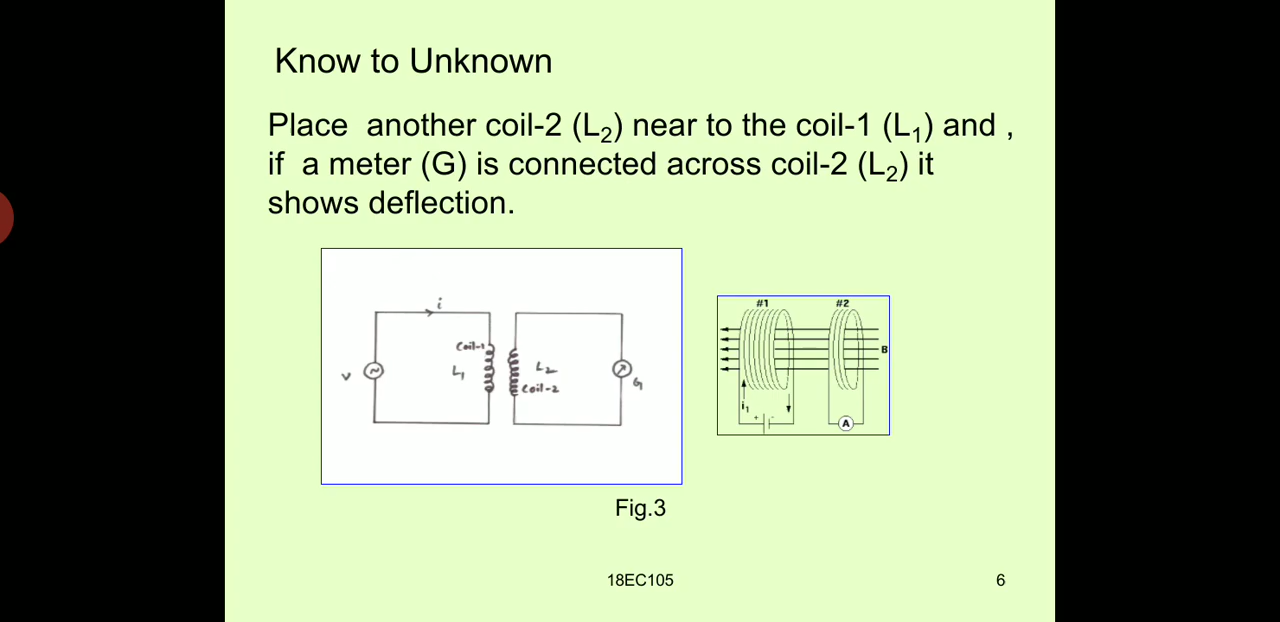 Know to Unknown
Place another coil-2 (L₂) near to the coil-1 (L₁) and ,
if a meter (G) is connected across coil-2 (L₂) it
shows deflection.
i
Coil-1
L₁
V
L₂
Coil-2
G
#1
#2
B
i₁
+
-
A
Fig.3
18EC105
6